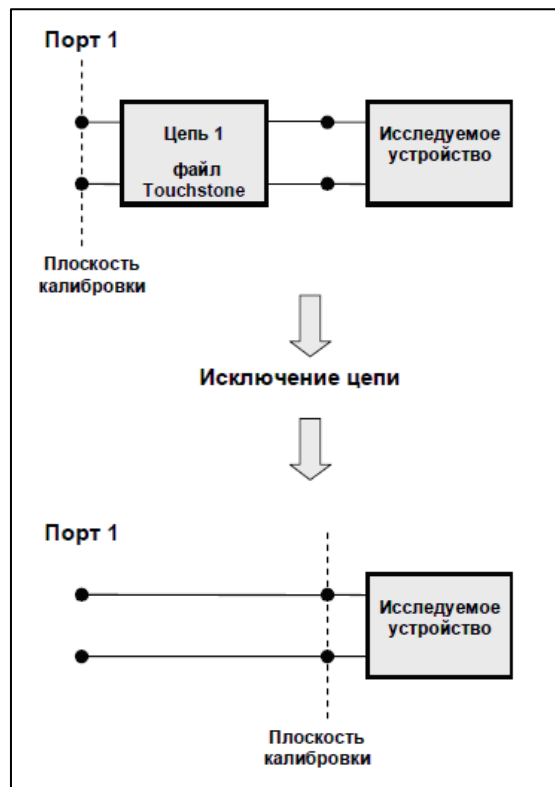 Порт 1
Цепь 1
файл
Touchstone
Исследуемое
устройство
Плоскость
калибровки
Исключение цепи
Порт 1
Исследуемое
устройство
Плоскость
калибровки